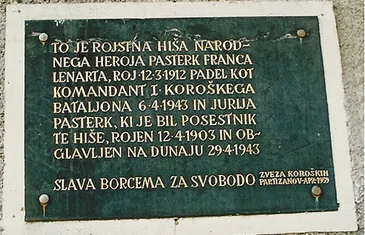 TO JE ROJSTNA HIŠA NAROD-
NEGA HEROJA PASTERK FRANCA
LENARTA, ROJ·12·3·1912 PADEL KOT
KOMANDANT I·KOROŠKEGA
BATALJONA 6·4·1943 IN JURIJA
PASTERK, KI JE BIL POSESTNIK
TE HIŠE, ROJEN 12·4·1903 IN OB-
GLAVLJEN NA DUNAJU 29·4·1943
SLAVA BORCEMA ZA SVOBODO
ZVEZA KOROŠKIH
PARTIZANOV·APR·1959